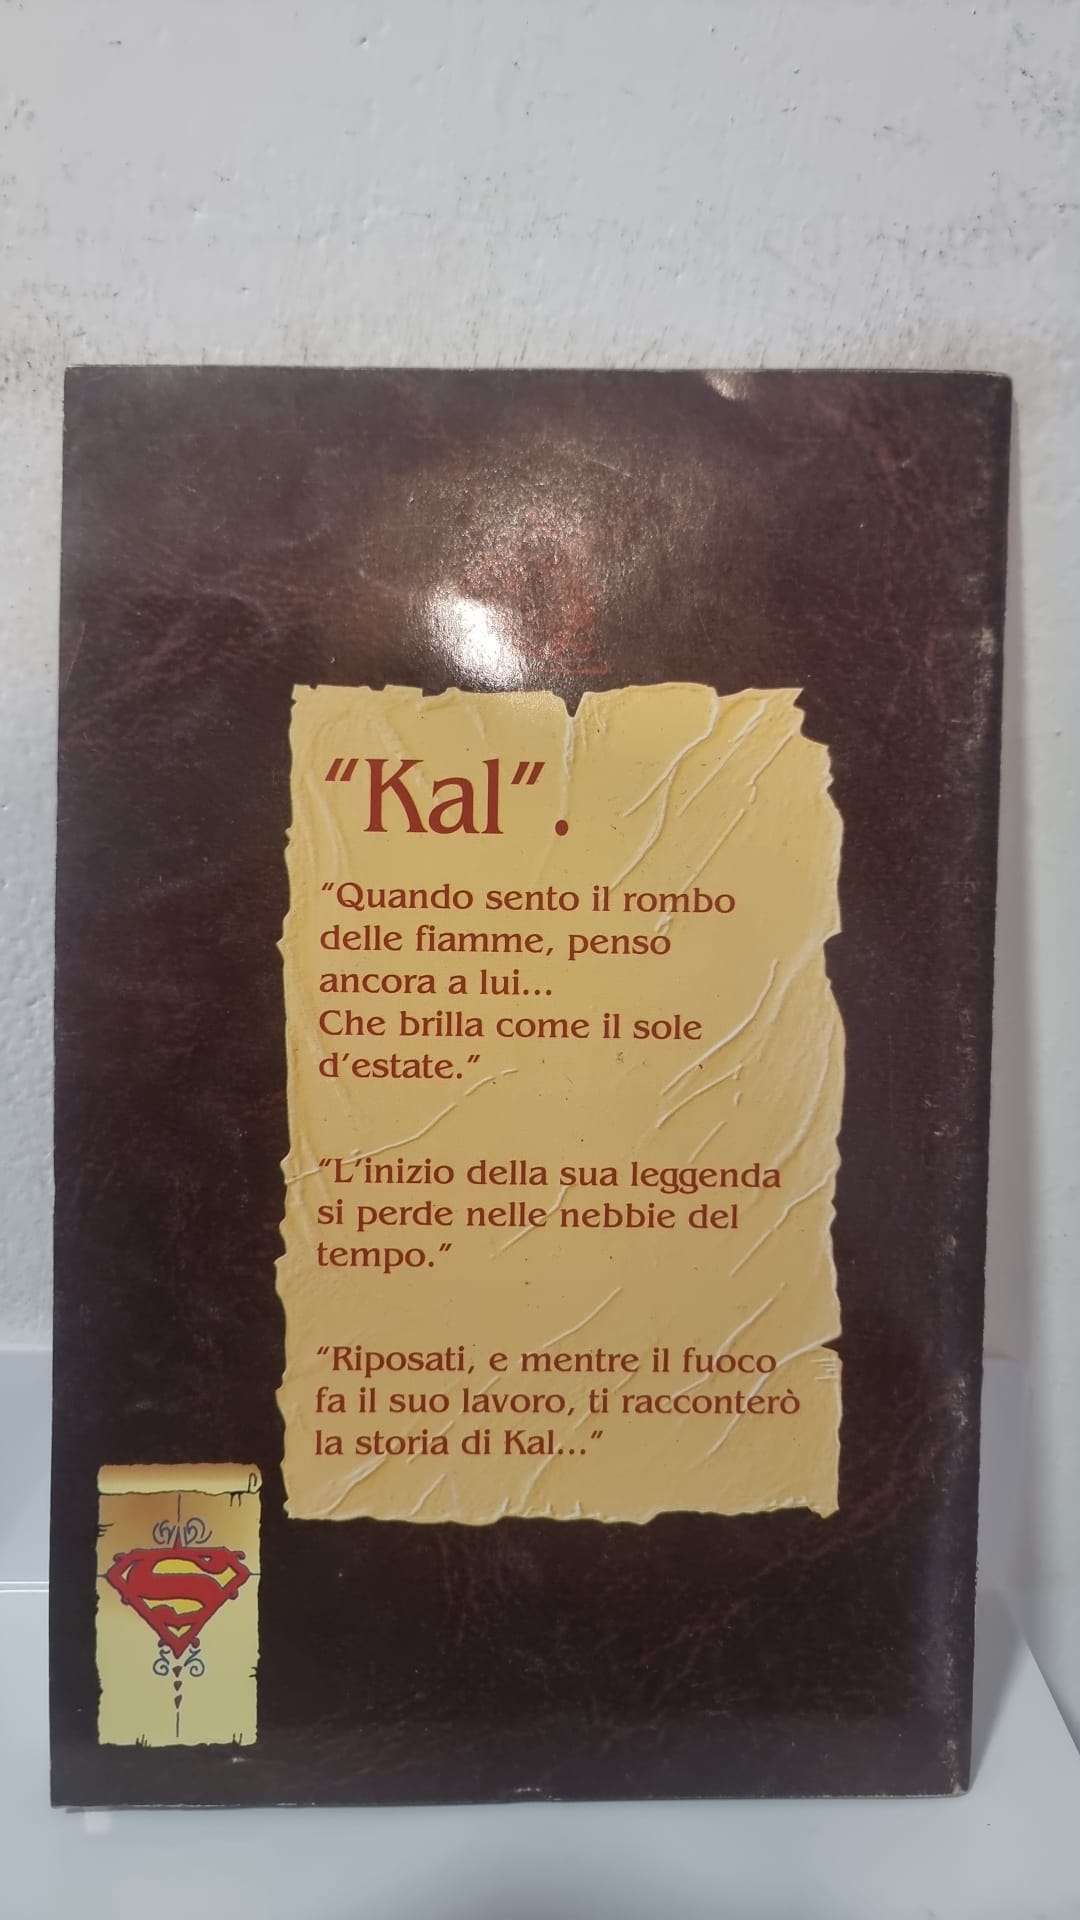 “Kal”.
“Quando sento il rombo
delle fiamme, penso
ancora a lui...
Che brilla come il sole
d’estate.”
“L’inizio della sua leggenda
si perde nelle nebbie del
tempo.”
“Riposati, e mentre il fuoco
fa il suo lavoro, ti racconterò
la storia di Kal...”
S